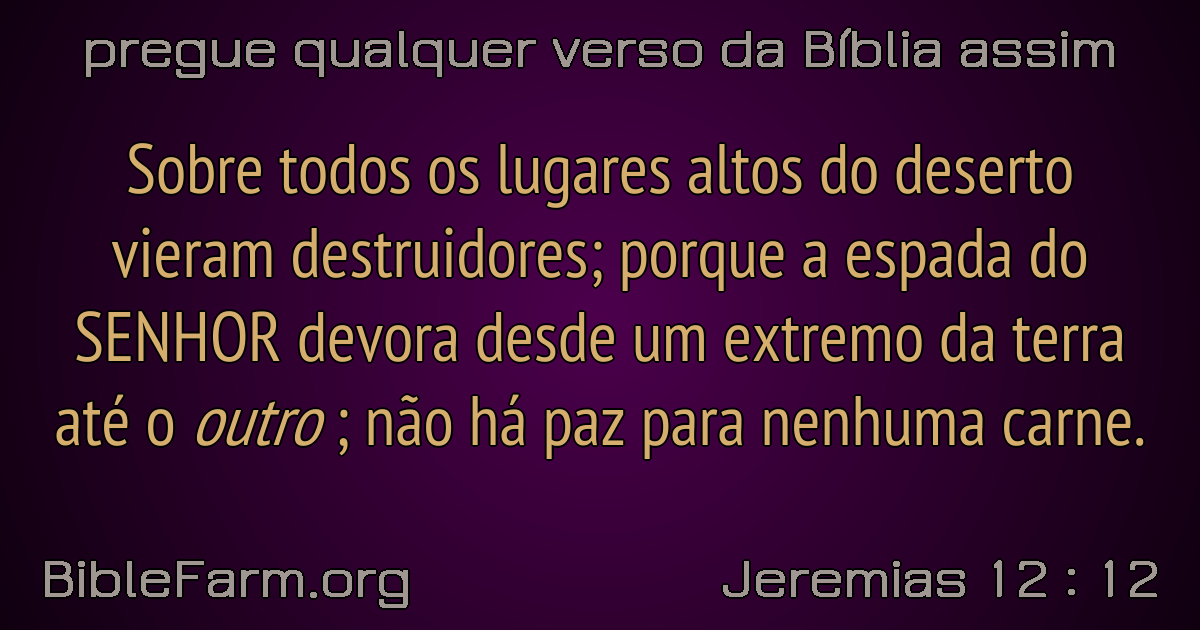 pregue qualquer verso da Bíblia assim
Sobre todos os lugares altos do deserto
vieram destruidores; porque a espada do
SENHOR devora desde um extremo da terra
até o outro ; não há paz para nenhuma carne.
BibleFarm.org
Jeremias 12 : 12